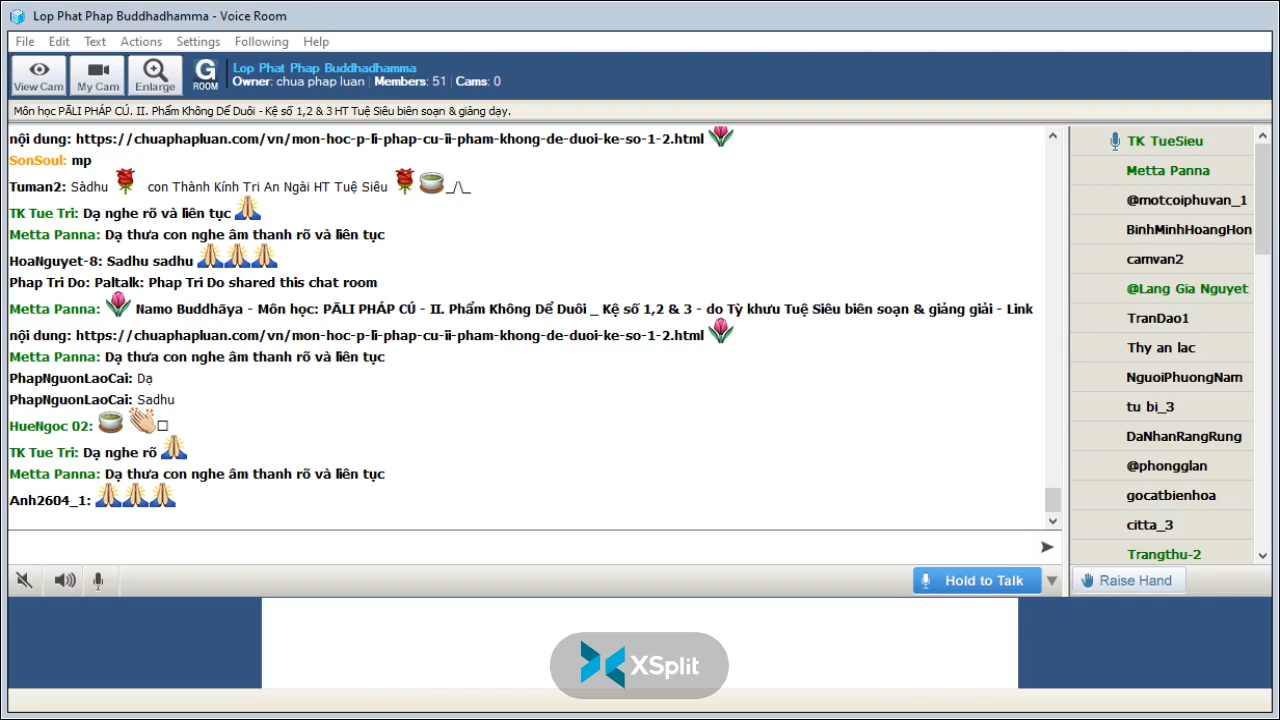 Lop Phat Phap Buddhadhamma - Voice Room
File Edit Text Actions Settings Following Help
View Cam My Cam Enlarge G ROOM
Lop Phat Phap Buddhadhamma
Owner: chua phap luan | Members: 51 | Cams: 0
Môn học PÃLI PHÁP CÚ. II. Phẩm Không Dể Duôi - Kệ số 1,2 & 3 HT Tuệ Siêu biên soạn & giảng dạy.
nội dung: https://chuaphapluan.com/vn/mon-hoc-p-li-phap-cu-ii-pham-khong-de-duoi-ke-so-1-2.html
SonSoul: mp
Tuman2: Sàdhu con Thành Kính Tri An Ngài HT Tuệ Siêu _/\_
TK Tue Tri: Dạ nghe rõ và liên tục
Metta Panna: Dạ thưa con nghe âm thanh rõ và liên tục
HoaNguyet-8: Sadhu sadhu
Phap Tri Do: Paltalk: Phap Tri Do shared this chat room
Metta Panna: Namo Buddhāya - Môn học: PÃLI PHÁP CÚ - II. Phẩm Không Dể Duôi _ Kệ số 1,2 & 3 - do Tỳ khưu Tuệ Siêu biên soạn & giảng giải - Link
nội dung: https://chuaphapluan.com/vn/mon-hoc-p-li-phap-cu-ii-pham-khong-de-duoi-ke-so-1-2.html
Metta Panna: Dạ thưa con nghe âm thanh rõ và liên tục
PhapNguonLaoCai: Dạ
PhapNguonLaoCai: Sadhu
HueNgoc 02:
TK Tue Tri: Dạ nghe rõ
Metta Panna: Dạ thưa con nghe âm thanh rõ và liên tục
Anh2604_1:
Hold to Talk
TK TueSieu
Metta Panna
@motcoiphuvan_1
BinhMinhHoangHon
camvan2
@Lang Gia Nguyet
TranDao1
Thy an lac
NguoiPhuongNam
tu bi_3
DaNhanRangRung
@phongglan
gocatbienhoa
citta_3
Trangthu-2
Raise Hand
XSplit